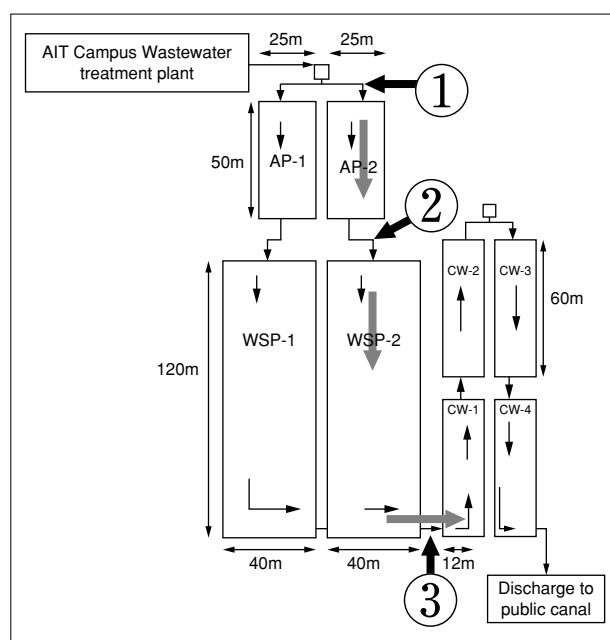 AIT Campus Wastewater
treatment plant
25m
25m
1
50m
AP-1
AP-2
2
CW-2
CW-3
60m
WSP-1
WSP-2
120m
CW-1
CW-4
40m
40m
12m
3
Discharge to
public canal